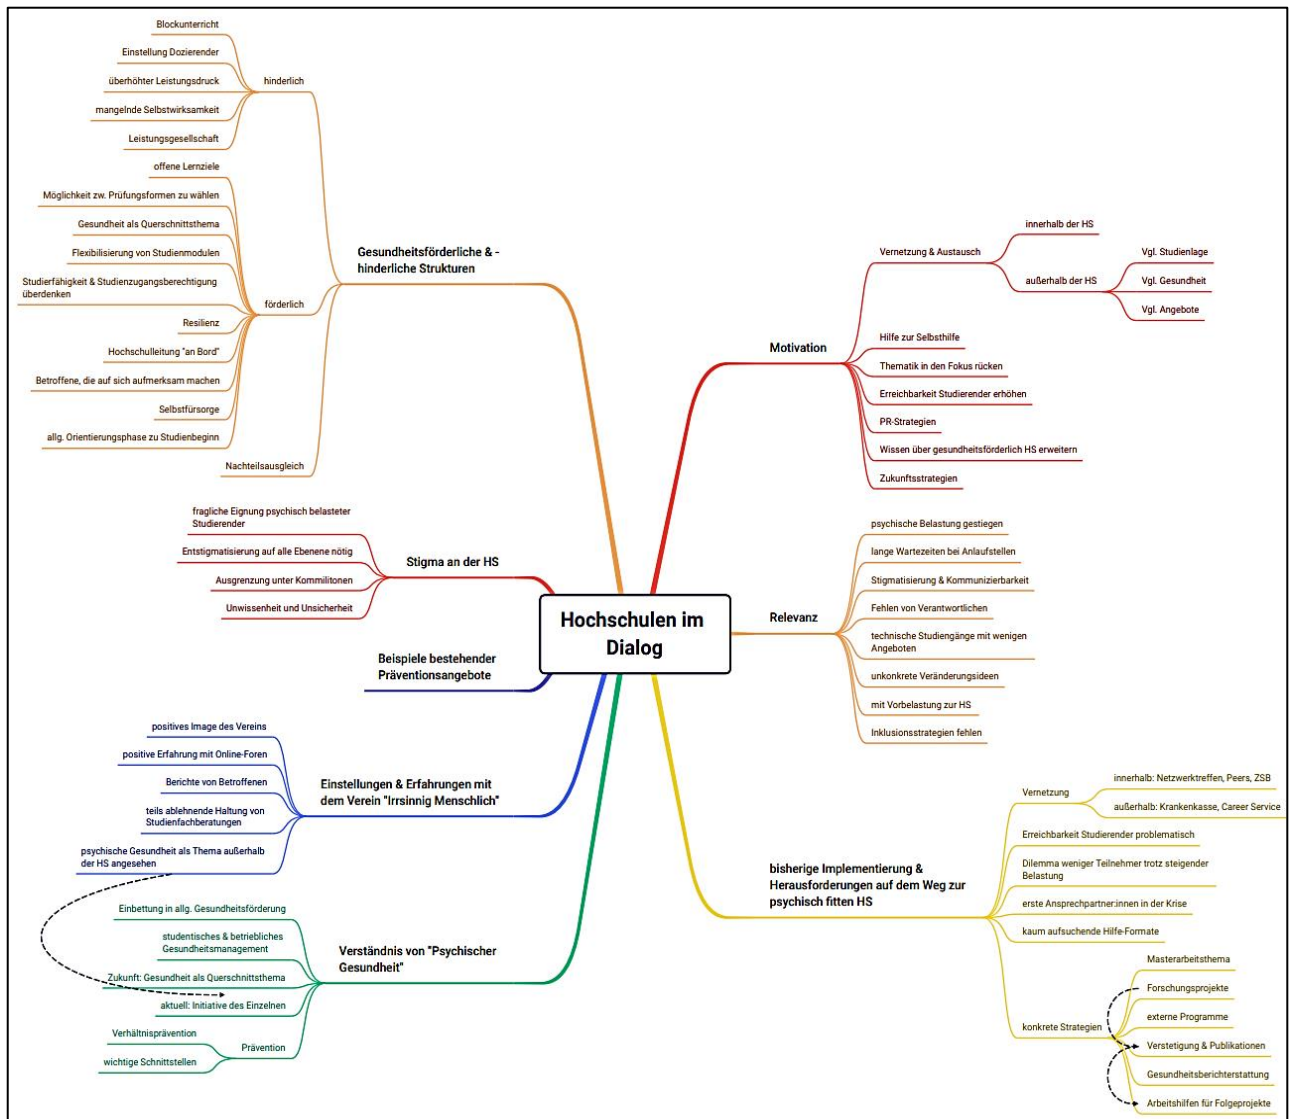 Blockunterricht
Einstellung Dozierender
überhöhter Leistungsdruck
mangelnde Selbstwirksamkeit
Leistungsgesellschaft
hinderlich
offene Lernziele
Möglichkeit zw. Prüfungsformen zu wählen
Gesundheit als Querschnittsthema
Flexibilisierung von Studienmodulen
Studierfähigkeit & Studienzugangsberechtigung
überdenken
Resilienz
Hochschulleitung "an Bord"
Betroffene, die auf sich aufmerksam machen
Selbstfürsorge
allg. Orientierungsphase zu Studienbeginn
förderlich
Nachteilsausgleich
Gesundheitsförderliche & -
hinderliche Strukturen
fragliche Eignung psychisch belasteter
Studierender
Entstigmatisierung auf alle Ebenene nötig
Ausgrenzung unter Kommilitonen
Unwissenheit und Unsicherheit
Stigma an der HS
Beispiele bestehender
Präventionsangebote
positives Image des Vereins
positive Erfahrung mit Online-Foren
Berichte von Betroffenen
teils ablehnende Haltung von
Studienfachberatungen
psychische Gesundheit als Thema außerhalb
der HS angesehen
Einstellungen & Erfahrungen mit
dem Verein "Irrsinnig Menschlich"
Einbettung in allg. Gesundheitsförderung
studentisches & betriebliches
Gesundheitsmanagement
Zukunft: Gesundheit als Querschnittsthema
aktuell: Initiative des Einzelnen
Verhältnisprävention
wichtige Schnittstellen
Prävention
Verständnis von "Psychischer
Gesundheit"
Hochschulen im
Dialog
Motivation
Vernetzung & Austausch
innerhalb der HS
außerhalb der HS
Vgl. Studienlage
Vgl. Gesundheit
Vgl. Angebote
Hilfe zur Selbsthilfe
Thematik in den Fokus rücken
Erreichbarkeit Studierender erhöhen
PR-Strategien
Wissen über gesundheitsförderlich HS erweitern
Zukunftsstrategien
Relevanz
psychische Belastung gestiegen
lange Wartezeiten bei Anlaufstellen
Stigmatisierung & Kommunizierbarkeit
Fehlen von Verantwortlichen
technische Studiengänge mit wenigen
Angeboten
unkonkrete Veränderungsideen
mit Vorbelastung zur HS
Inklusionsstrategien fehlen
bisherige Implementierung &
Herausforderungen auf dem Weg zur
psychisch fitten HS
Vernetzung
innerhalb: Netzwerktreffen, Peers, ZSB
außerhalb: Krankenkasse, Career Service
Erreichbarkeit Studierender problematisch
Dilemma weniger Teilnehmer trotz steigender
Belastung
erste Ansprechpartner:innen in der Krise
kaum aufsuchende Hilfe-Formate
konkrete Strategien
Masterarbeitsthema
Forschungsprojekte
externe Programme
Verstetigung & Publikationen
Gesundheitsberichterstattung
Arbeitshilfen für Folgeprojekte